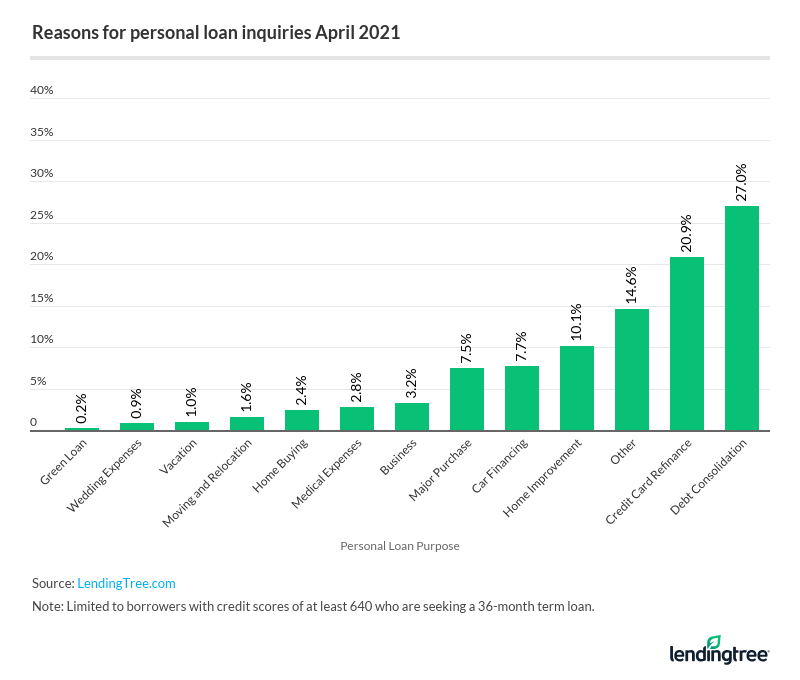 Reasons for personal loan inquiries April 2021
40%
35%
30%
25%
20%
15%
10%
5%
0
0.2%
0.9%
1.0%
1.6%
2.4%
2.8%
3.2%
7.5%
7.7%
10.1%
14.6%
20.9%
27.0%
Green Loan
Wedding Expenses
Vacation
Moving and Relocation
Home Buying
Medical Expenses
Business
Major Purchase
Car Financing
Home Improvement
Other
Credit Card Refinance
Debt Consolidation
Personal Loan Purpose
Source: LendingTree.com
Note: Limited to borrowers with credit scores of at least 640 who are seeking a 36-month term loan.
lendingtree